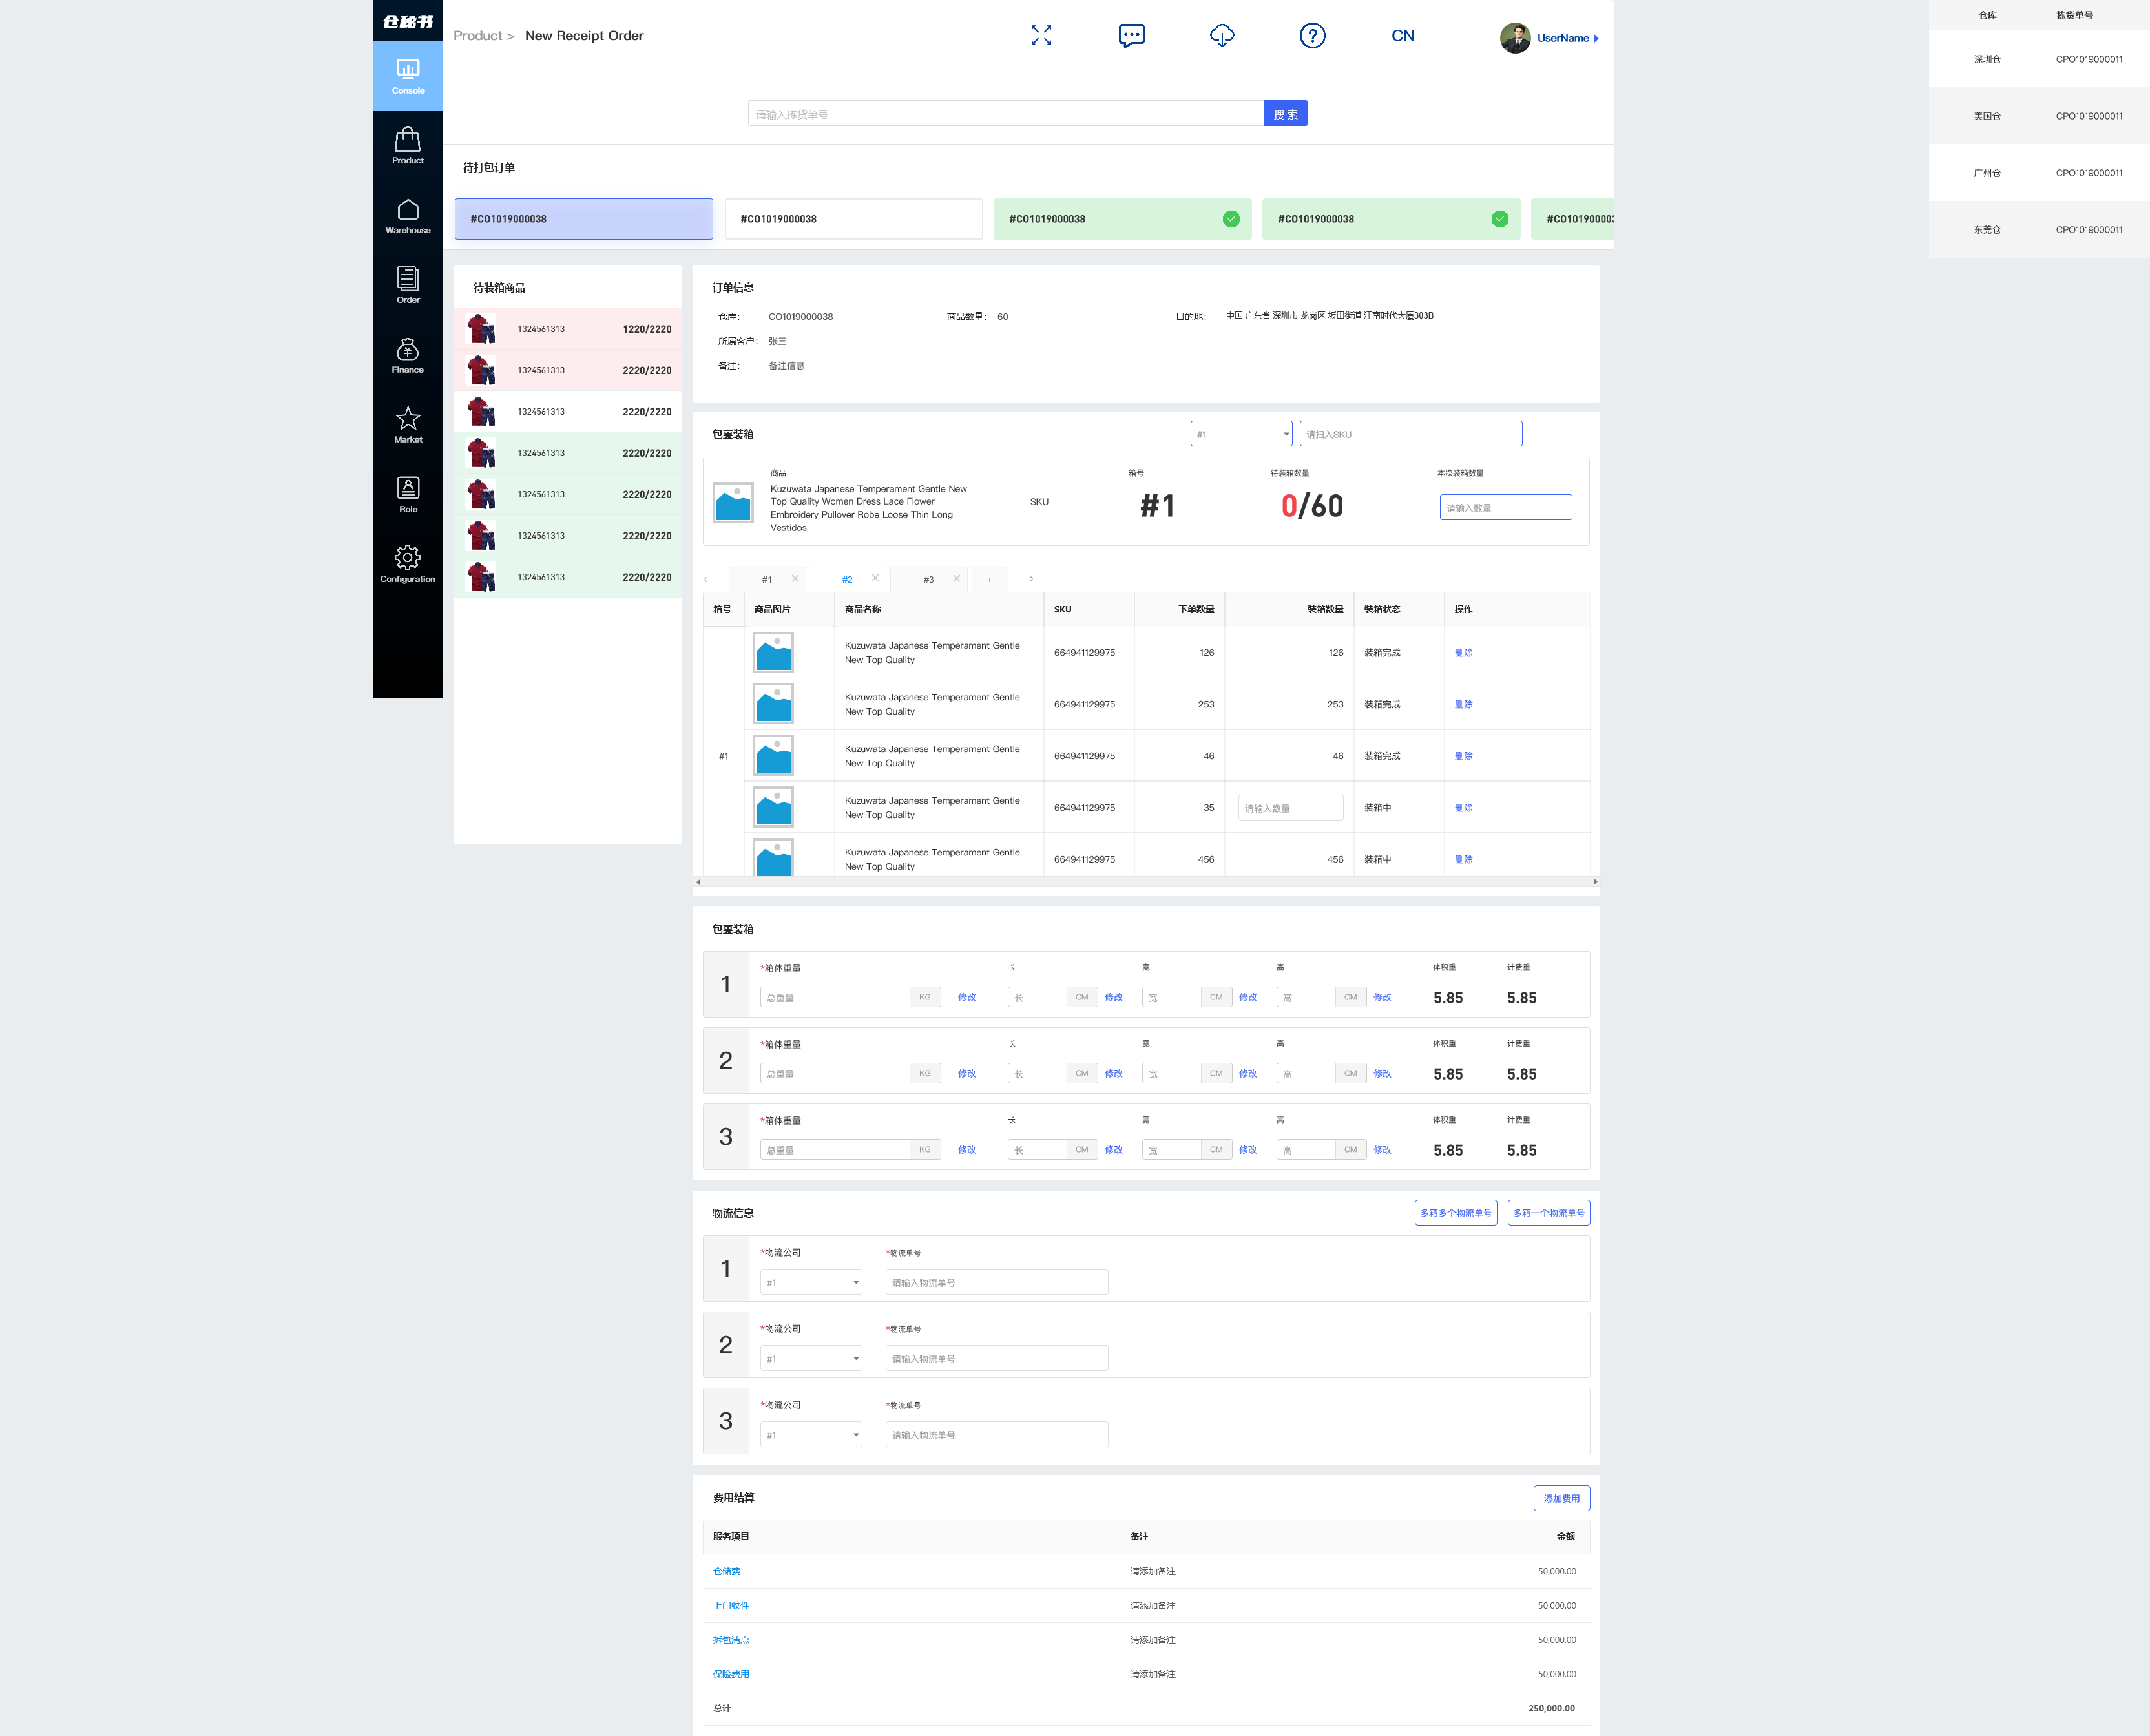 仓秘书
Console
Product
Warehouse
Order
Finance
Market
Role
Configuration
Product > New Receipt Order
CN
UserName
请输入拣货单号
搜 索
待打包订单
#CO1019000038
#CO1019000038
#CO1019000038
#CO1019000038
#CO101900003
待装箱商品
1324561313 1220/2220
1324561313 2220/2220
1324561313 2220/2220
1324561313 2220/2220
1324561313 2220/2220
1324561313 2220/2220
1324561313 2220/2220
订单信息
仓库: CO1019000038 商品数量: 60 目的地: 中国 广东省 深圳市 龙岗区 坂田街道 江南时代大厦303B
所属客户: 张三
备注: 备注信息
包裹装箱
#1 请扫入SKU
商品 箱号 待装箱数量 本次装箱数量
Kuzuwata Japanese Temperament Gentle New
Top Quality Women Dress Lace Flower
Embroidery Pullover Robe Loose Thin Long
Vestidos
SKU #1 0/60 请输入数量
#1 #2 #3 +
箱号 商品图片 商品名称 SKU 下单数量 装箱数量 装箱状态 操作
#1
Kuzuwata Japanese Temperament Gentle
New Top Quality
664941129975 126 126 装箱完成 删除
Kuzuwata Japanese Temperament Gentle
New Top Quality
664941129975 253 253 装箱完成 删除
Kuzuwata Japanese Temperament Gentle
New Top Quality
664941129975 46 46 装箱完成 删除
Kuzuwata Japanese Temperament Gentle
New Top Quality
664941129975 35 请输入数量 装箱中 删除
Kuzuwata Japanese Temperament Gentle
New Top Quality
664941129975 456 456 装箱中 删除
包裹装箱
1
*箱体重量 长 宽 高 体积重 计费重
总重量 KG 修改 长 CM 修改 宽 CM 修改 高 CM 修改 5.85 5.85
2
*箱体重量 长 宽 高 体积重 计费重
总重量 KG 修改 长 CM 修改 宽 CM 修改 高 CM 修改 5.85 5.85
3
*箱体重量 长 宽 高 体积重 计费重
总重量 KG 修改 长 CM 修改 宽 CM 修改 高 CM 修改 5.85 5.85
物流信息 多箱多个物流单号 多箱一个物流单号
1
*物流公司 *物流单号
#1 请输入物流单号
2
*物流公司 *物流单号
#1 请输入物流单号
3
*物流公司 *物流单号
#1 请输入物流单号
费用结算 添加费用
服务项目 备注 金额
仓储费 请添加备注 50,000.00
上门收件 请添加备注 50,000.00
拆包清点 请添加备注 50,000.00
保险费用 请添加备注 50,000.00
总计 250,000.00
仓库 拣货单号
深圳仓 CPO1019000011
美国仓 CPO1019000011
广州仓 CPO1019000011
东莞仓 CPO1019000011